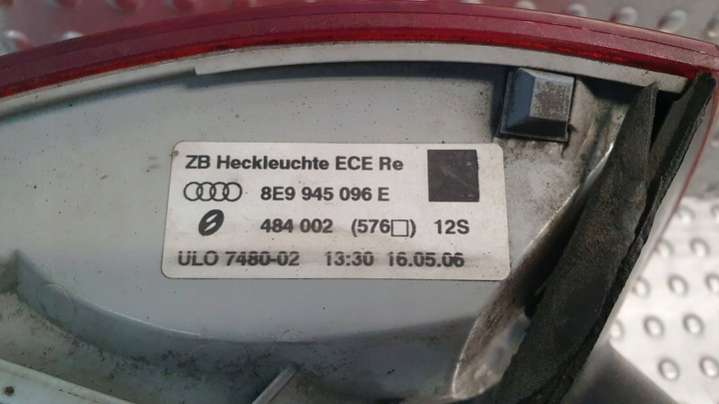 ZB Heckleuchte ECE Re
8E9 945 096 E
484 002 (576□) 12S
ULO 7480-02 13:30 16.05.06